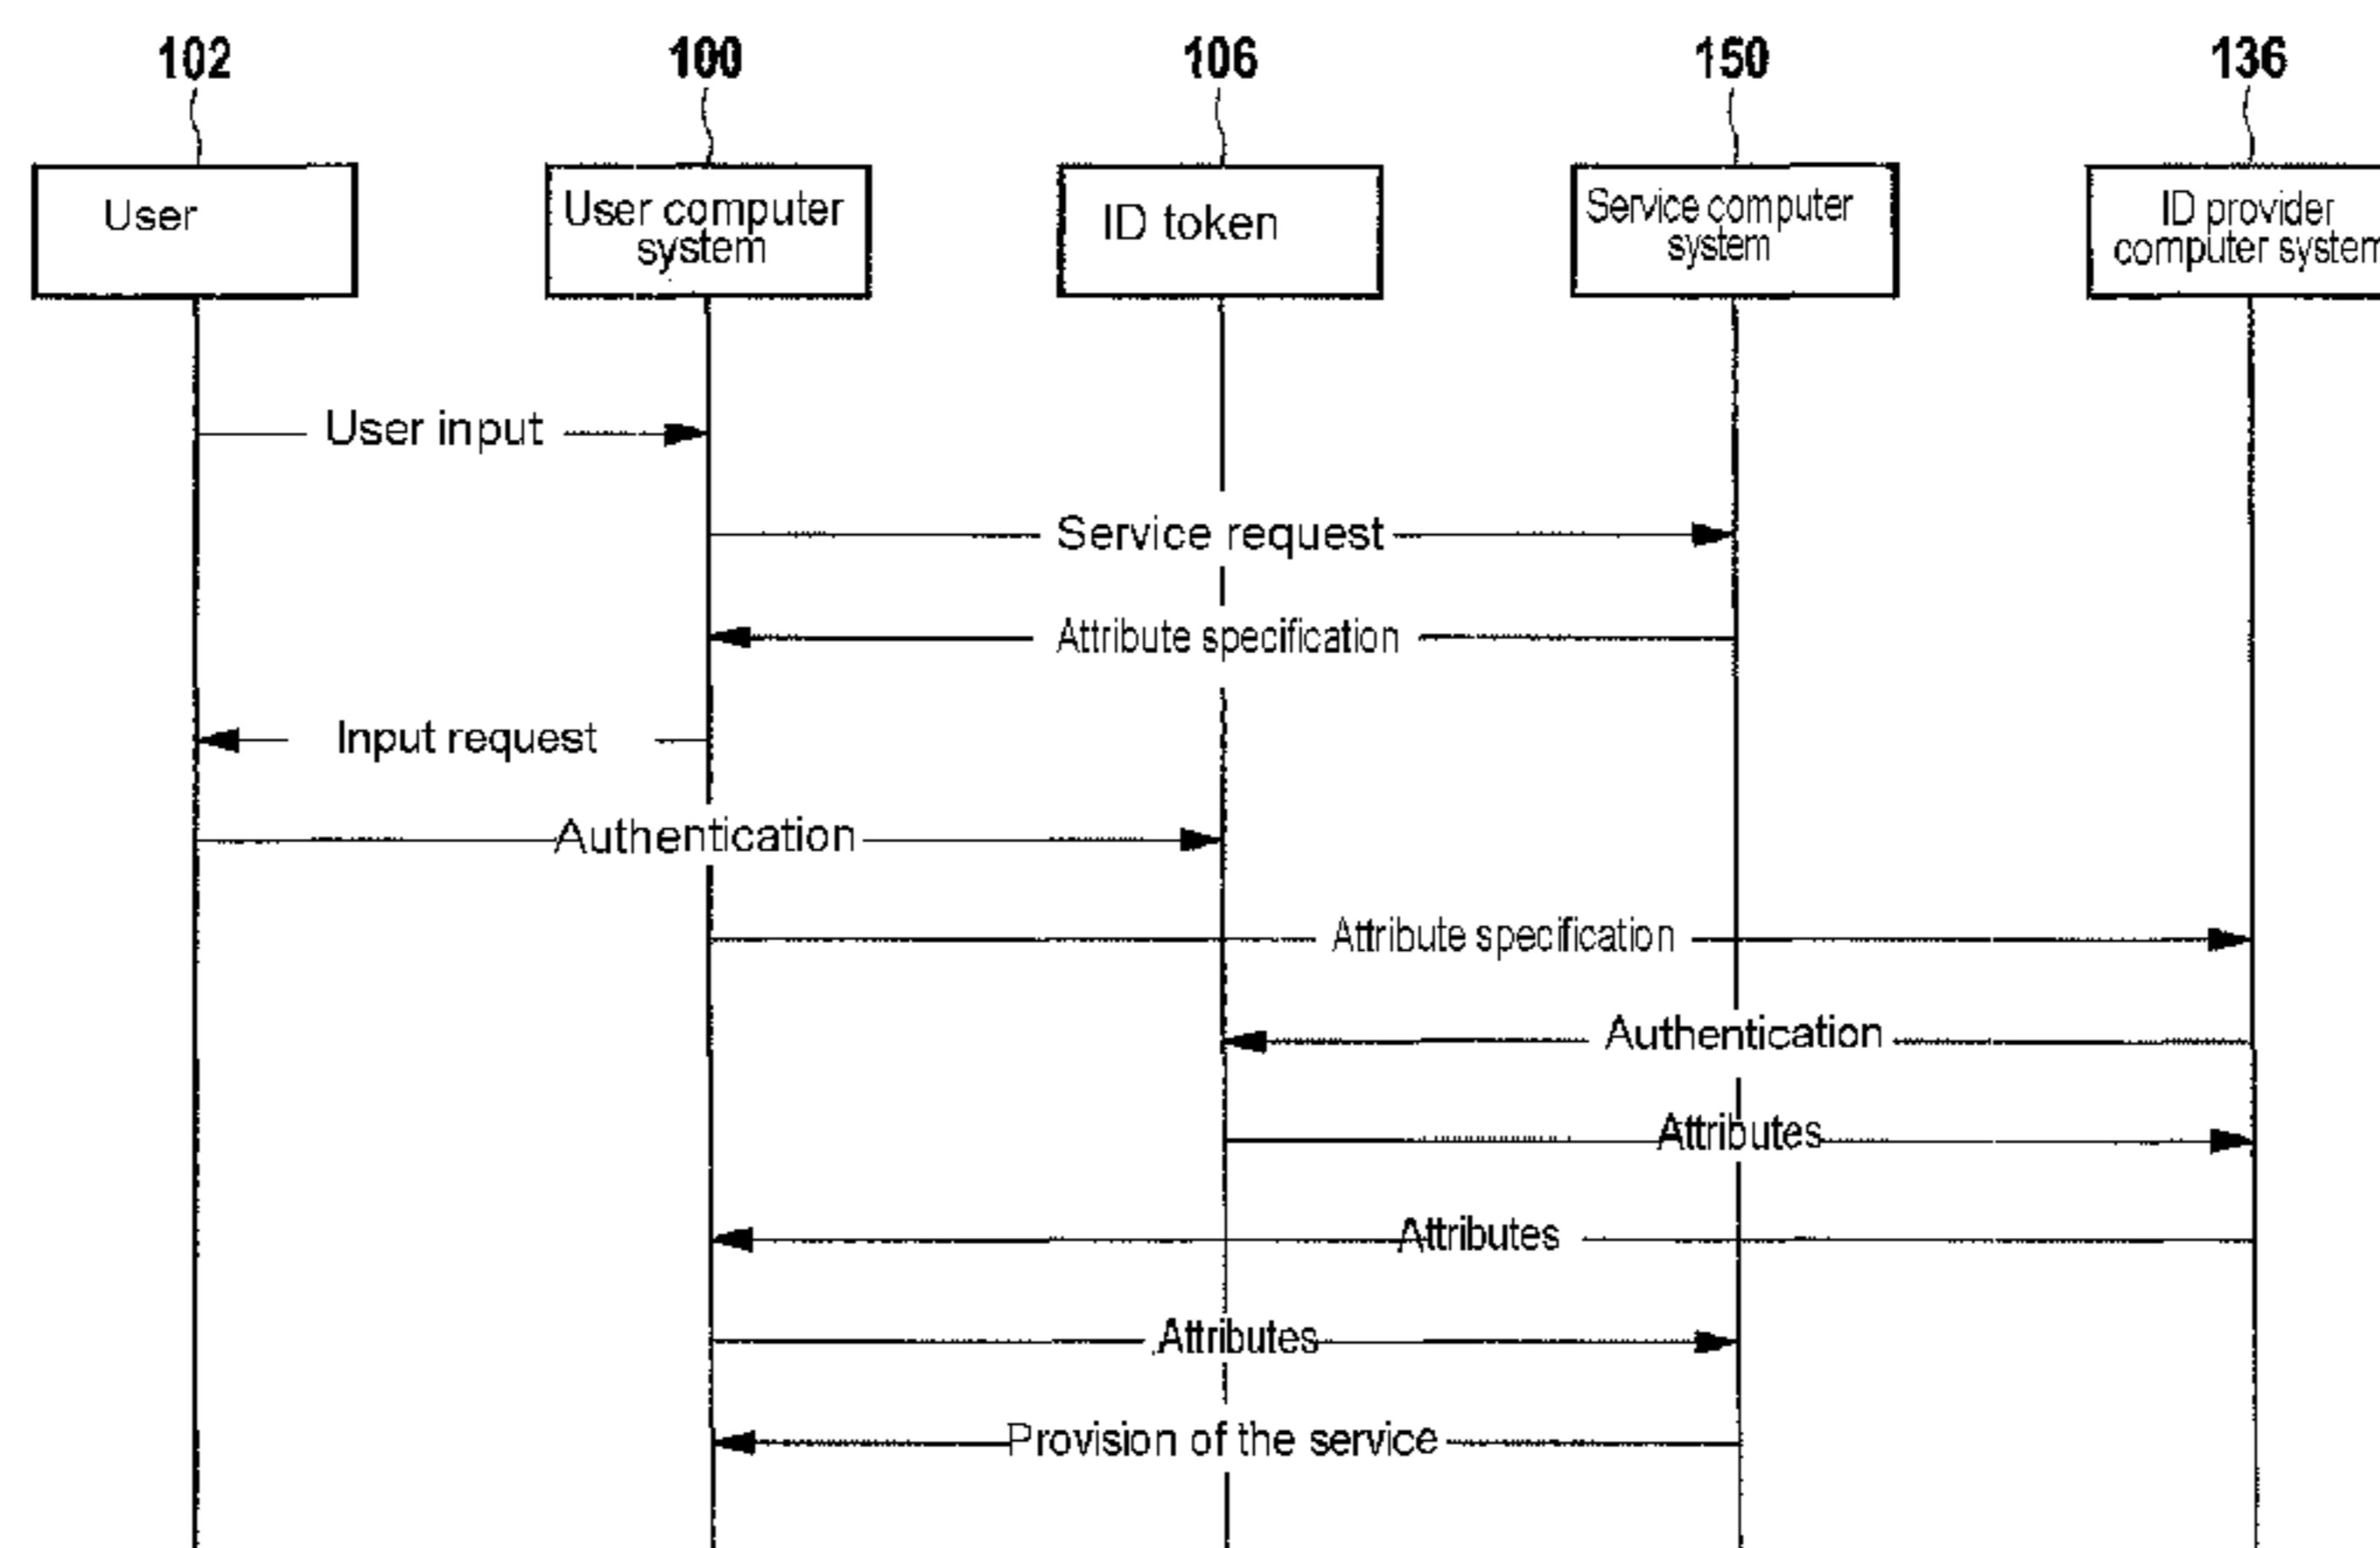 102 100 106 150 136
User
User computer
system
ID token
Service computer
system
ID provider
computer system
User input
Service request
Attribute specification
Input request
Authentication
Attribute specification
Authentication
Attributes
Attributes
Attributes
Provision of the service